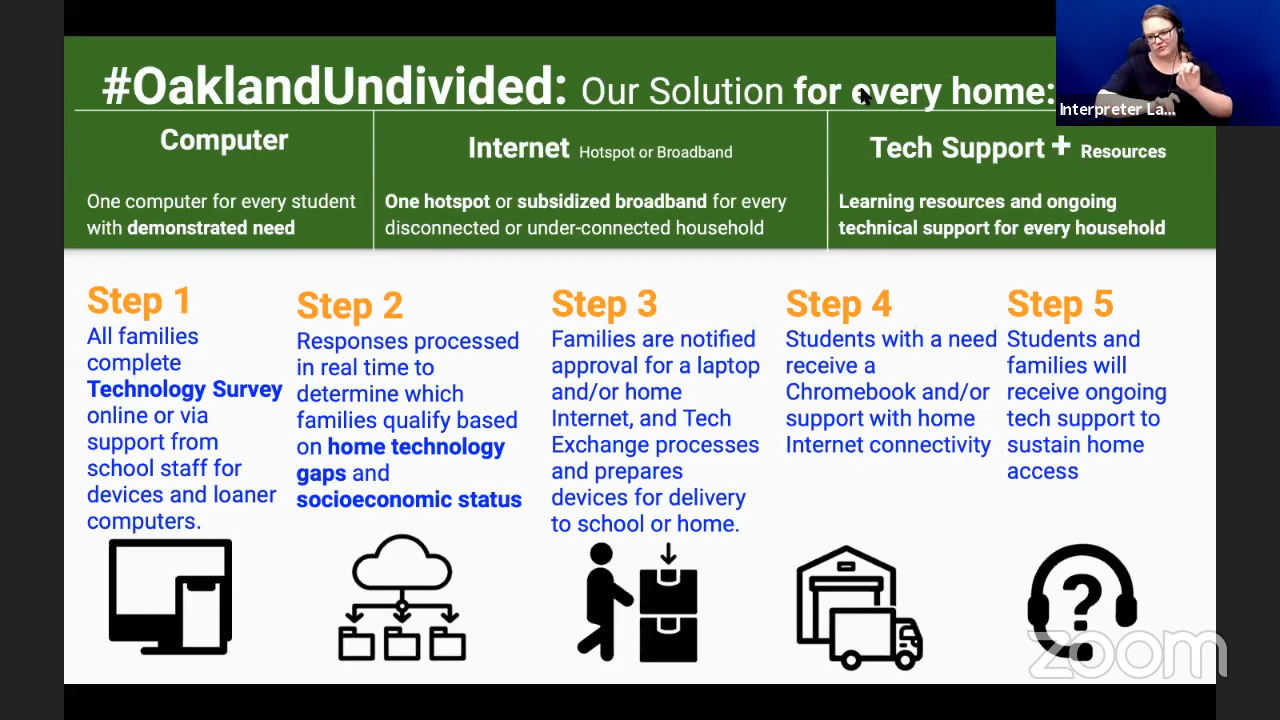 #OaklandUndivided: Our Solution for every home:
Interpreter La...
Computer
One computer for every student
with demonstrated need
Internet Hotspot or Broadband
One hotspot or subsidized broadband for every
disconnected or under-connected household
Tech Support + Resources
Learning resources and ongoing
technical support for every household
Step 1
All families
complete
Technology Survey
online or via
support from
school staff for
devices and loaner
computers.
Step 2
Responses processed
in real time to
determine which
families qualify based
on home technology
gaps and
socioeconomic status
Step 3
Families are notified
approval for a laptop
and/or home
Internet, and Tech
Exchange processes
and prepares
devices for delivery
to school or home.
Step 4
Students with a need
receive a
Chromebook and/or
support with home
Internet connectivity
Step 5
Students and
families will
receive ongoing
tech support to
sustain home
access
?
zoom